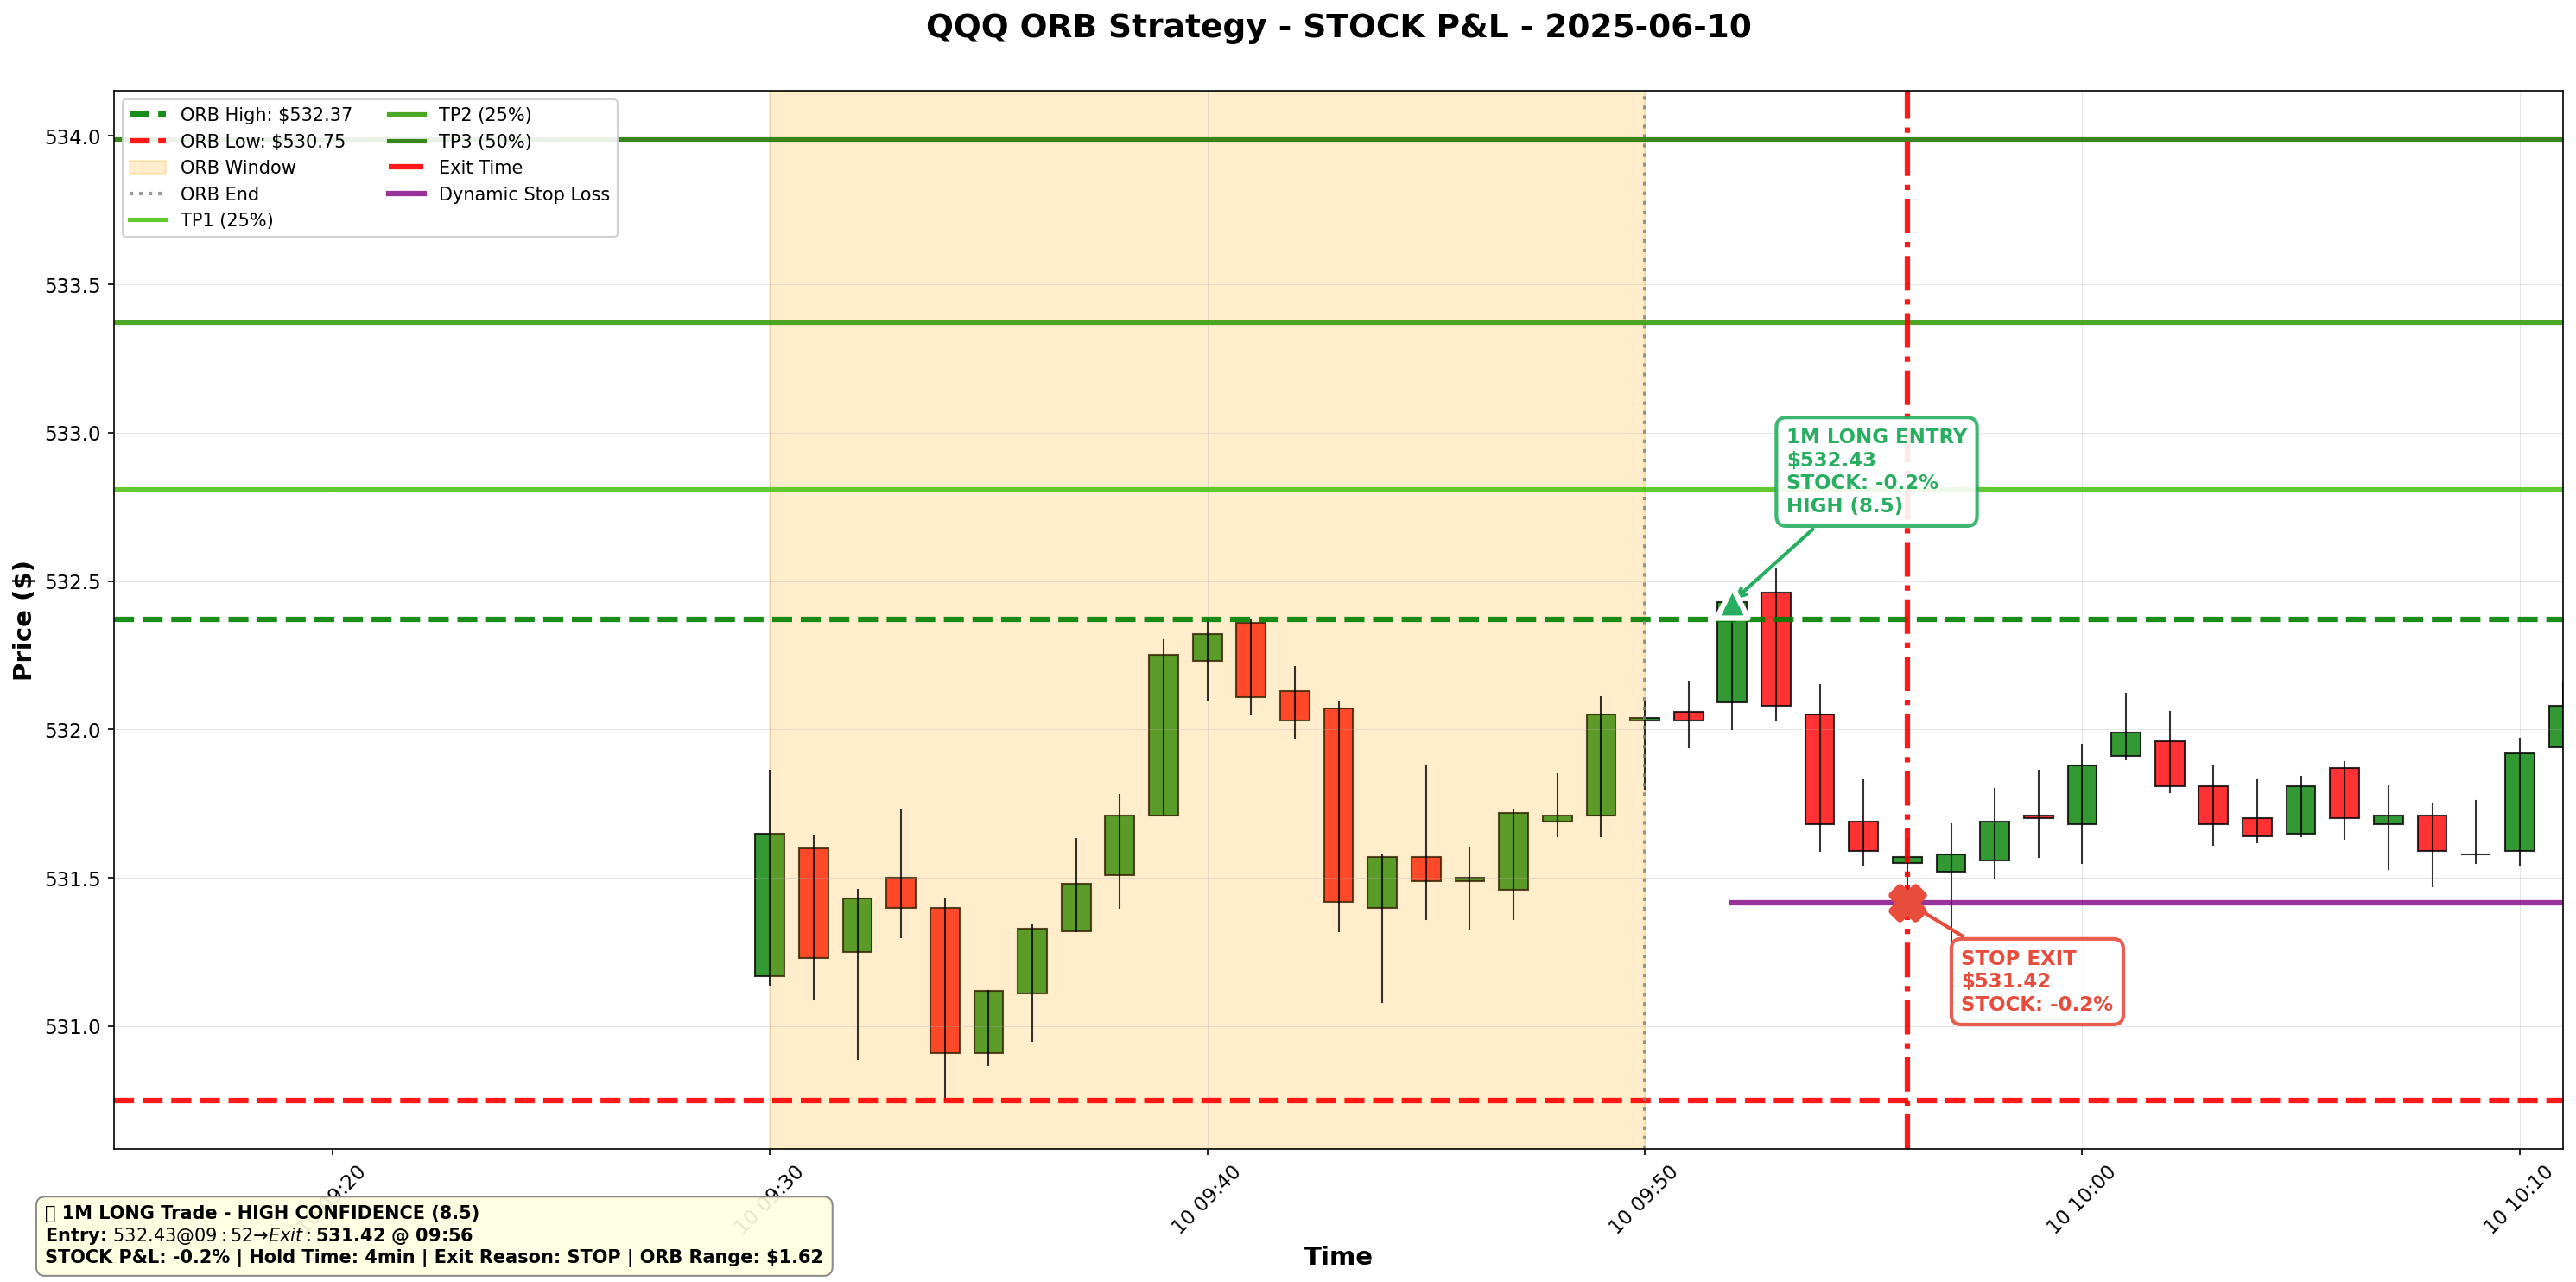 QQQ ORB Strategy - STOCK P&L - 2025-06-10
ORB High: $532.37
ORB Low: $530.75
ORB Window
ORB End
TP1 (25%)
TP2 (25%)
TP3 (50%)
Exit Time
Dynamic Stop Loss
Price ($)
534.0
533.5
533.0
532.5
532.0
531.5
531.0
1M LONG ENTRY
$532.43
STOCK: -0.2%
HIGH (8.5)
STOP EXIT
$531.42
STOCK: -0.2%
10 09:20
10 09:30
10 09:40
10 09:50
10 10:00
10 10:10
Time
1M LONG Trade - HIGH CONFIDENCE (8.5)
Entry: 532.43@09:52→Exit:531.42 @ 09:56
STOCK P&L: -0.2% | Hold Time: 4min | Exit Reason: STOP | ORB Range: $1.62